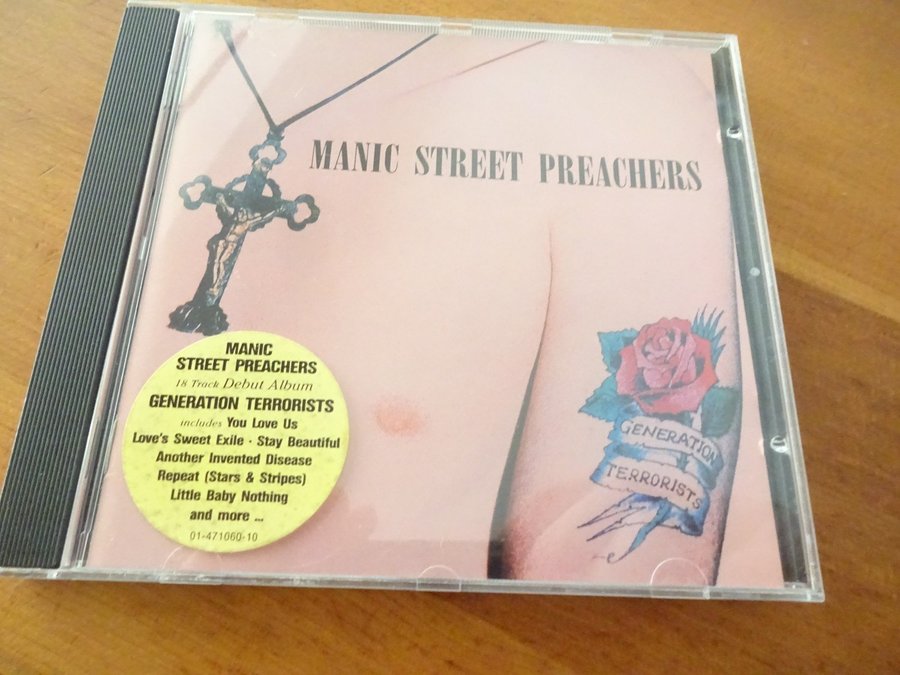 MANIC STREET PREACHERS
GENERATION
TERRORISTS
MANIC
STREET PREACHERS
18 Track Debut Album
GENERATION TERRORISTS
includes You Love Us
Love's Sweet Exile · Stay Beautiful
Another Invented Disease
Repeat (Stars & Stripes)
Little Baby Nothing
and more ...
01-471060-10